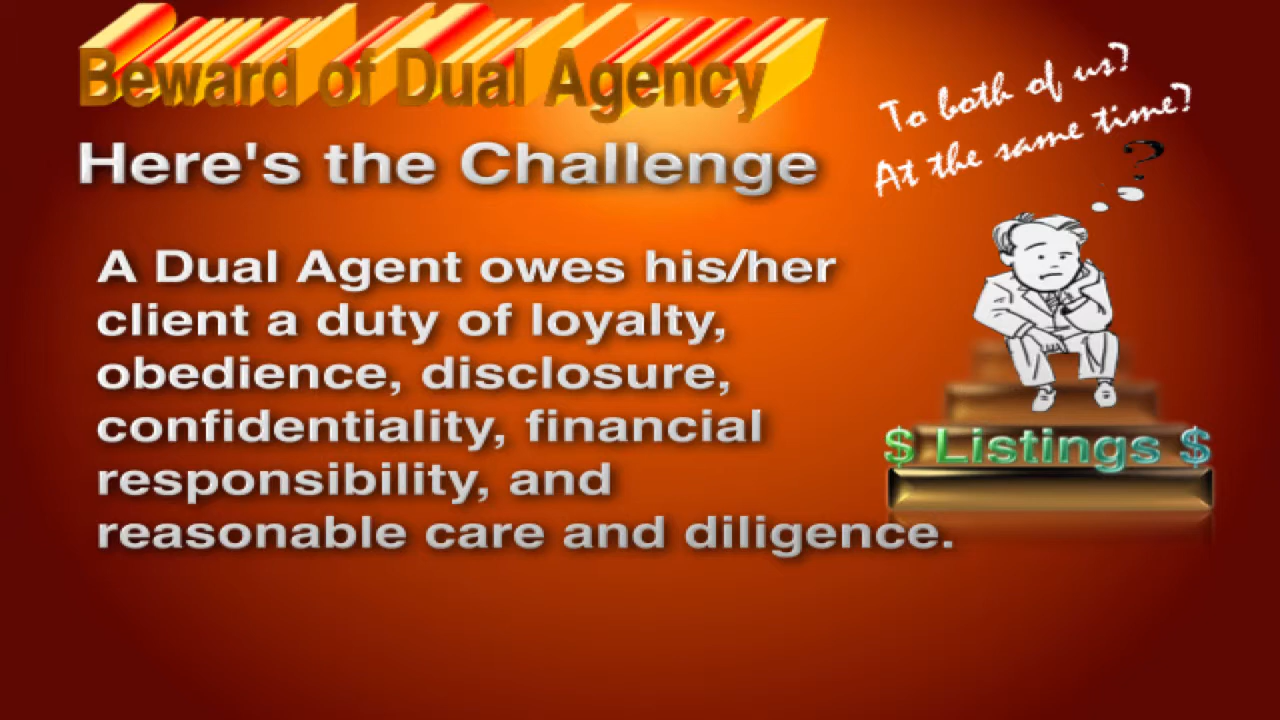 Beward of Dual Agency
Here's the Challenge
To both of us?
At the same time?
?
A Dual Agent owes his/her
client a duty of loyalty,
obedience, disclosure,
confidentiality, financial
responsibility, and
reasonable care and diligence.
$ Listings $